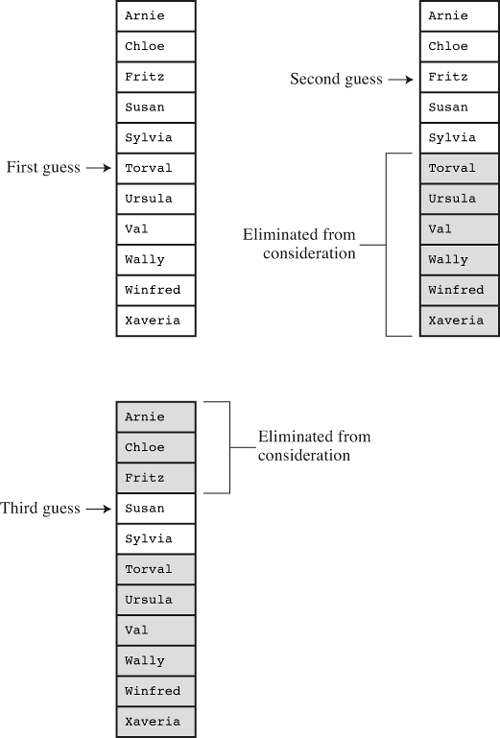 Arnie
Chloe
Fritz
Susan
Sylvia
First guess
Torval
Ursula
Val
Wally
Winfred
Xaveria
Arnie
Chloe
Second guess
Fritz
Susan
Sylvia
Torval
Ursula
Val
Wally
Winfred
Xaveria
Eliminated from
consideration
Arnie
Chloe
Fritz
Eliminated from
consideration
Third guess
Susan
Sylvia
Torval
Ursula
Val
Wally
Winfred
Xaveria